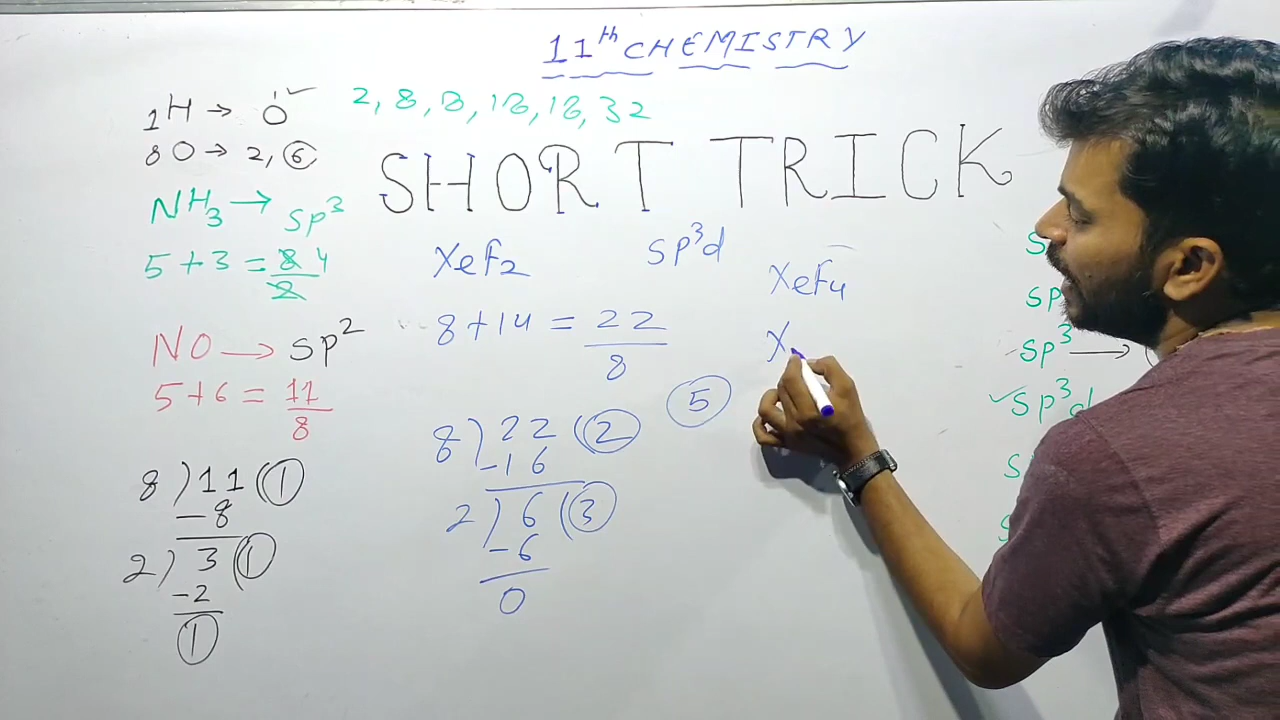 11th CHEMISTRY
1H → 0
8O → 2, 6
2, 8, 8, 18, 18, 32
SHORT TRICK
NH3 → sp³
5 + 3 = 8 4
2
NO → sp²
5 + 6 = 11
8
8 ) 11 ( 1
- 8
2 ) 3 ( 1
- 2
1
XeF2 sp³d
8 + 14 = 22
8
8 ) 22 ( 2
- 16
2 ) 6 ( 3
- 6
0
5
XeF4
X
sp³ →
✓ sp³d